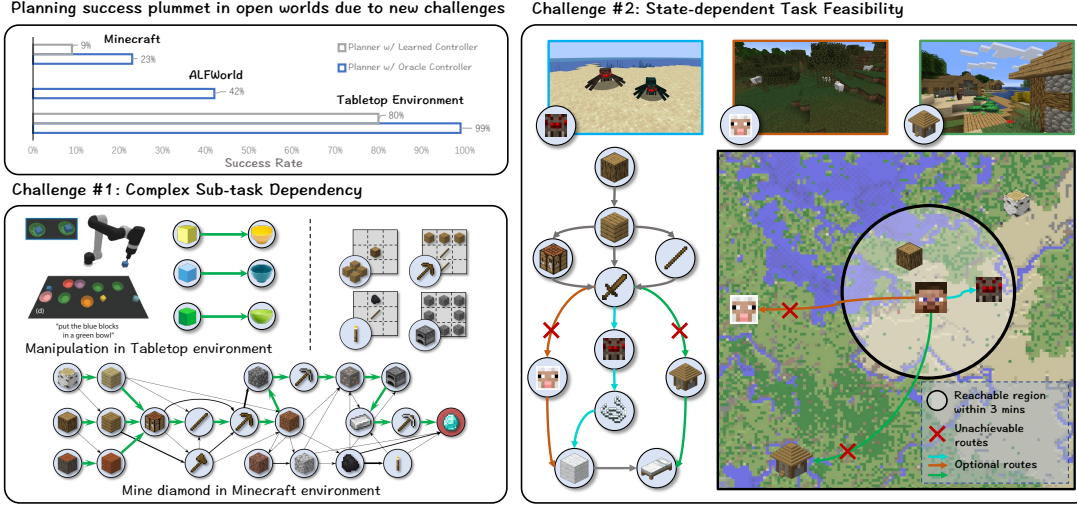 Planning success plummet in open worlds due to new challenges
Minecraft
9%
23%
Planner w/ Learned Controller
Planner w/ Oracle Controller
ALFWorld
42%
Tabletop Environment
80%
99%
0% 10% 20% 30% 40% 50% 60% 70% 80% 90% 100%
Success Rate
Challenge #1: Complex Sub-task Dependency
(d)
"put the blue blocks
in a green bowl"
Manipulation in Tabletop environment
Mine diamond in Minecraft environment
Challenge #2: State-dependent Task Feasibility
Reachable region
within 3 mins
Unachievable
routes
Optional routes